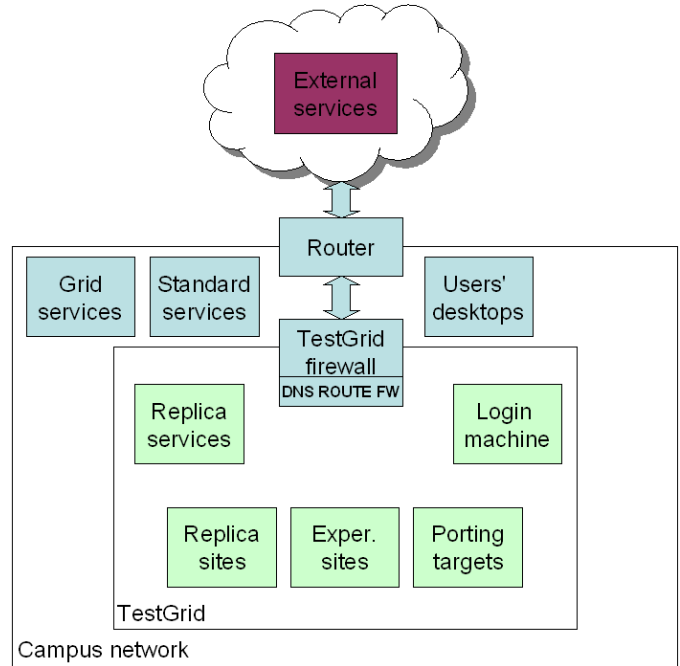 External
services
Router
Grid
services
Standard
services
Users'
desktops
TestGrid
firewall
DNS ROUTE FW
Replica
services
Login
machine
Replica
sites
Exper.
sites
Porting
targets
TestGrid
Campus network